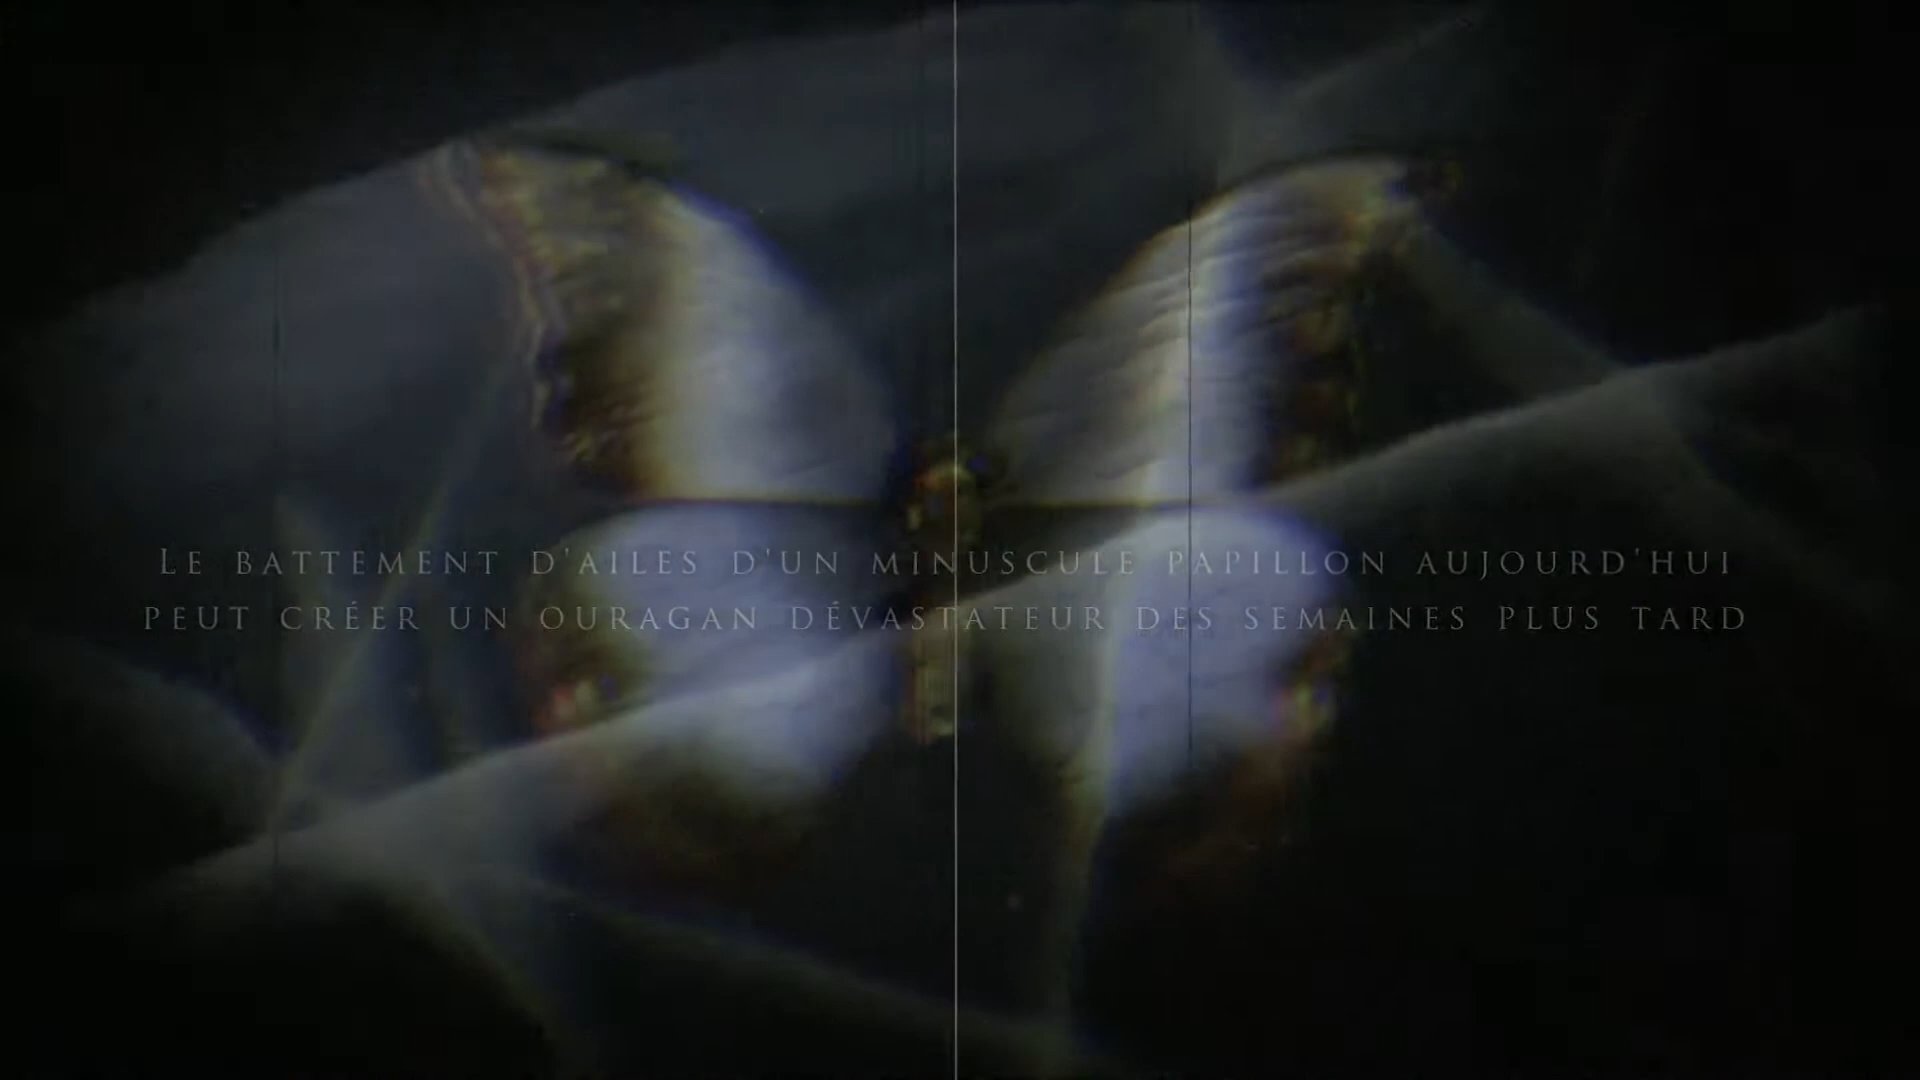 Le battement d'ailes d'un minuscule papillon aujourd'hui
peut créer un ouragan dévastateur des semaines plus tard